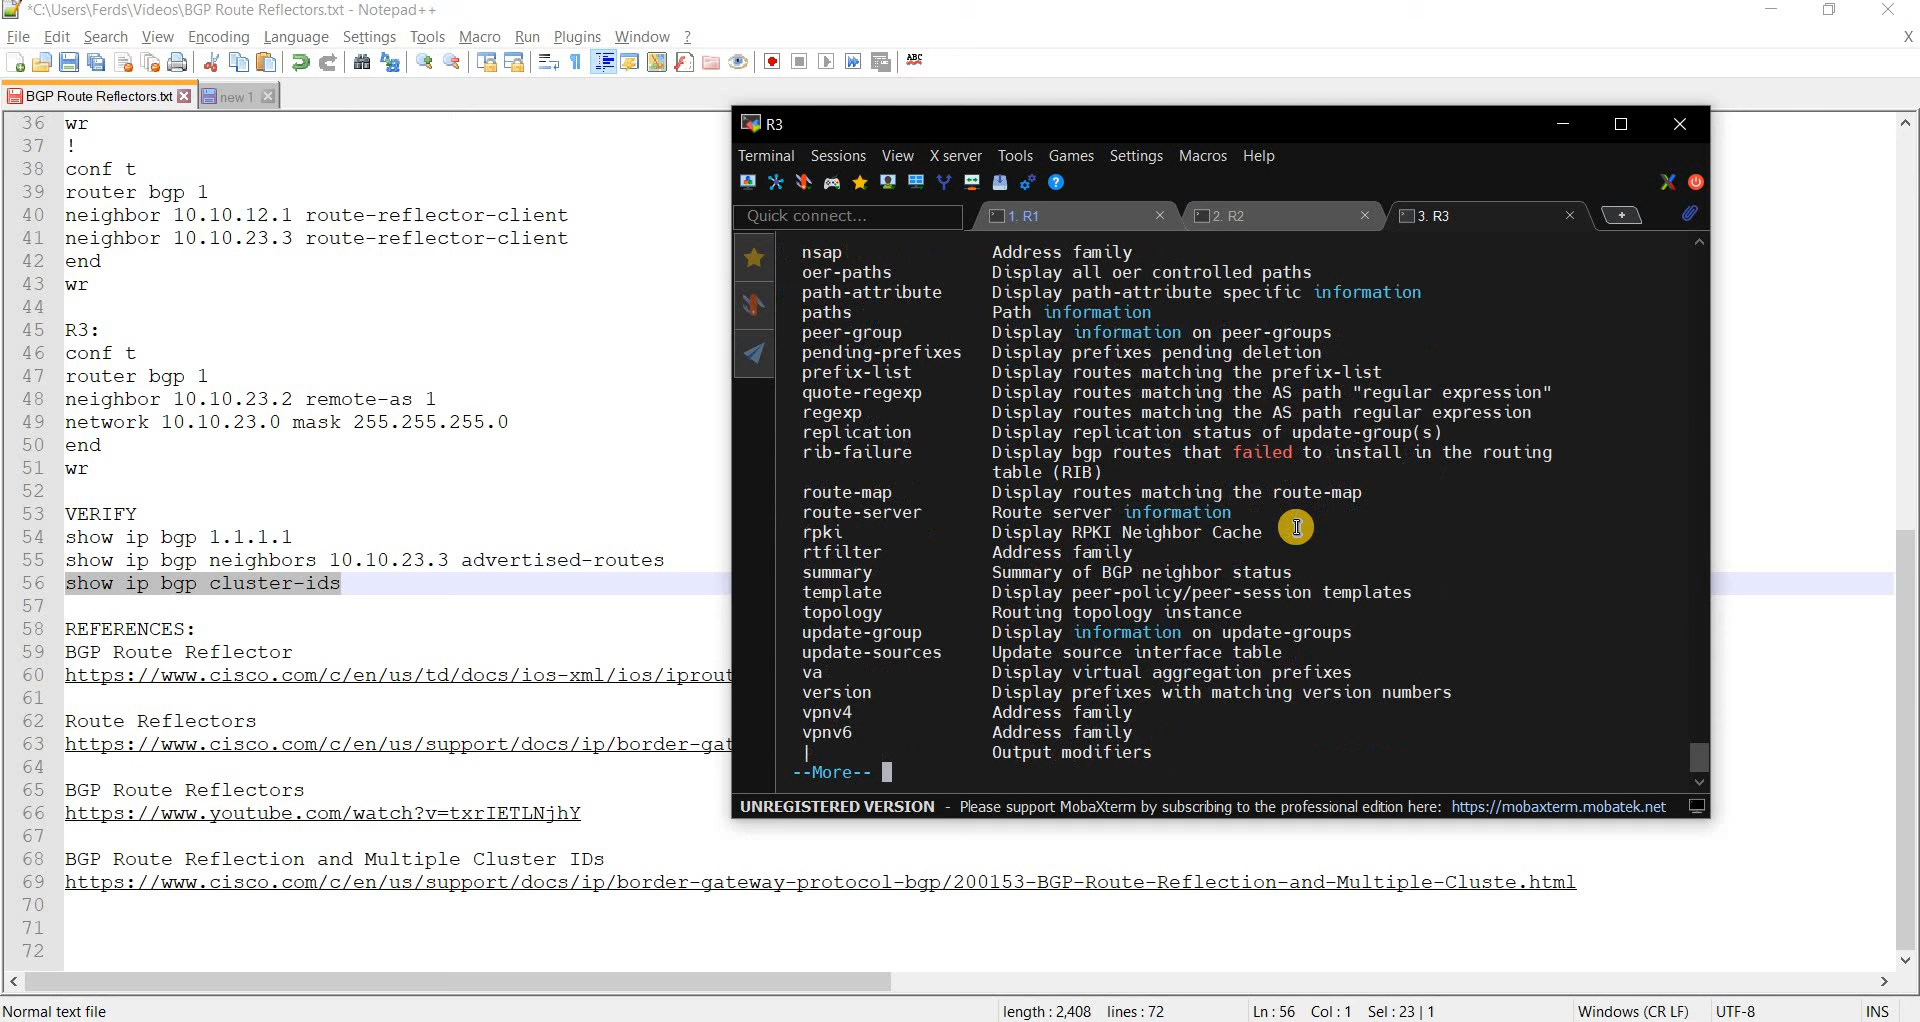 *C:\Users\Ferds\Videos\BGP Route Reflectors.txt - Notepad++
File Edit Search View Encoding Language Settings Tools Macro Run Plugins Window ? X
ABC
BGP Route Reflectors.txt new 1
36 wr
37 !
38 conf t
39 router bgp 1
40 neighbor 10.10.12.1 route-reflector-client
41 neighbor 10.10.23.3 route-reflector-client
42 end
43 wr
44
45 R3:
46 conf t
47 router bgp 1
48 neighbor 10.10.23.2 remote-as 1
49 network 10.10.23.0 mask 255.255.255.0
50 end
51 wr
52
53 VERIFY
54 show ip bgp 1.1.1.1
55 show ip bgp neighbors 10.10.23.3 advertised-routes
56 show ip bgp cluster-ids
57
58 REFERENCES:
59 BGP Route Reflector
60 https://www.cisco.com/c/en/us/td/docs/ios-xml/ios/iprout
61
62 Route Reflectors
63 https://www.cisco.com/c/en/us/support/docs/ip/border-gat
64
65 BGP Route Reflectors
66 https://www.youtube.com/watch?v=txrIETLNjhY
67
68 BGP Route Reflection and Multiple Cluster IDs
69 https://www.cisco.com/c/en/us/support/docs/ip/border-gateway-protocol-bgp/200153-BGP-Route-Reflection-and-Multiple-Cluste.html
70
71
72
R3
Terminal Sessions View X server Tools Games Settings Macros Help
Quick connect... 1. R1 2. R2 3. R3
nsap Address family
oer-paths Display all oer controlled paths
path-attribute Display path-attribute specific information
paths Path information
peer-group Display information on peer-groups
pending-prefixes Display prefixes pending deletion
prefix-list Display routes matching the prefix-list
quote-regexp Display routes matching the AS path "regular expression"
regexp Display routes matching the AS path regular expression
replication Display replication status of update-group(s)
rib-failure Display bgp routes that failed to install in the routing
table (RIB)
route-map Display routes matching the route-map
route-server Route server information
rpki Display RPKI Neighbor Cache
rtfilter Address family
summary Summary of BGP neighbor status
template Display peer-policy/peer-session templates
topology Routing topology instance
update-group Display information on update-groups
update-sources Update source interface table
va Display virtual aggregation prefixes
version Display prefixes with matching version numbers
vpnv4 Address family
vpnv6 Address family
| Output modifiers
--More--
UNREGISTERED VERSION - Please support MobaXterm by subscribing to the professional edition here: https://mobaxterm.mobatek.net
Normal text file length : 2,408 lines : 72 Ln : 56 Col : 1 Sel : 23 | 1 Windows (CR LF) UTF-8 INS